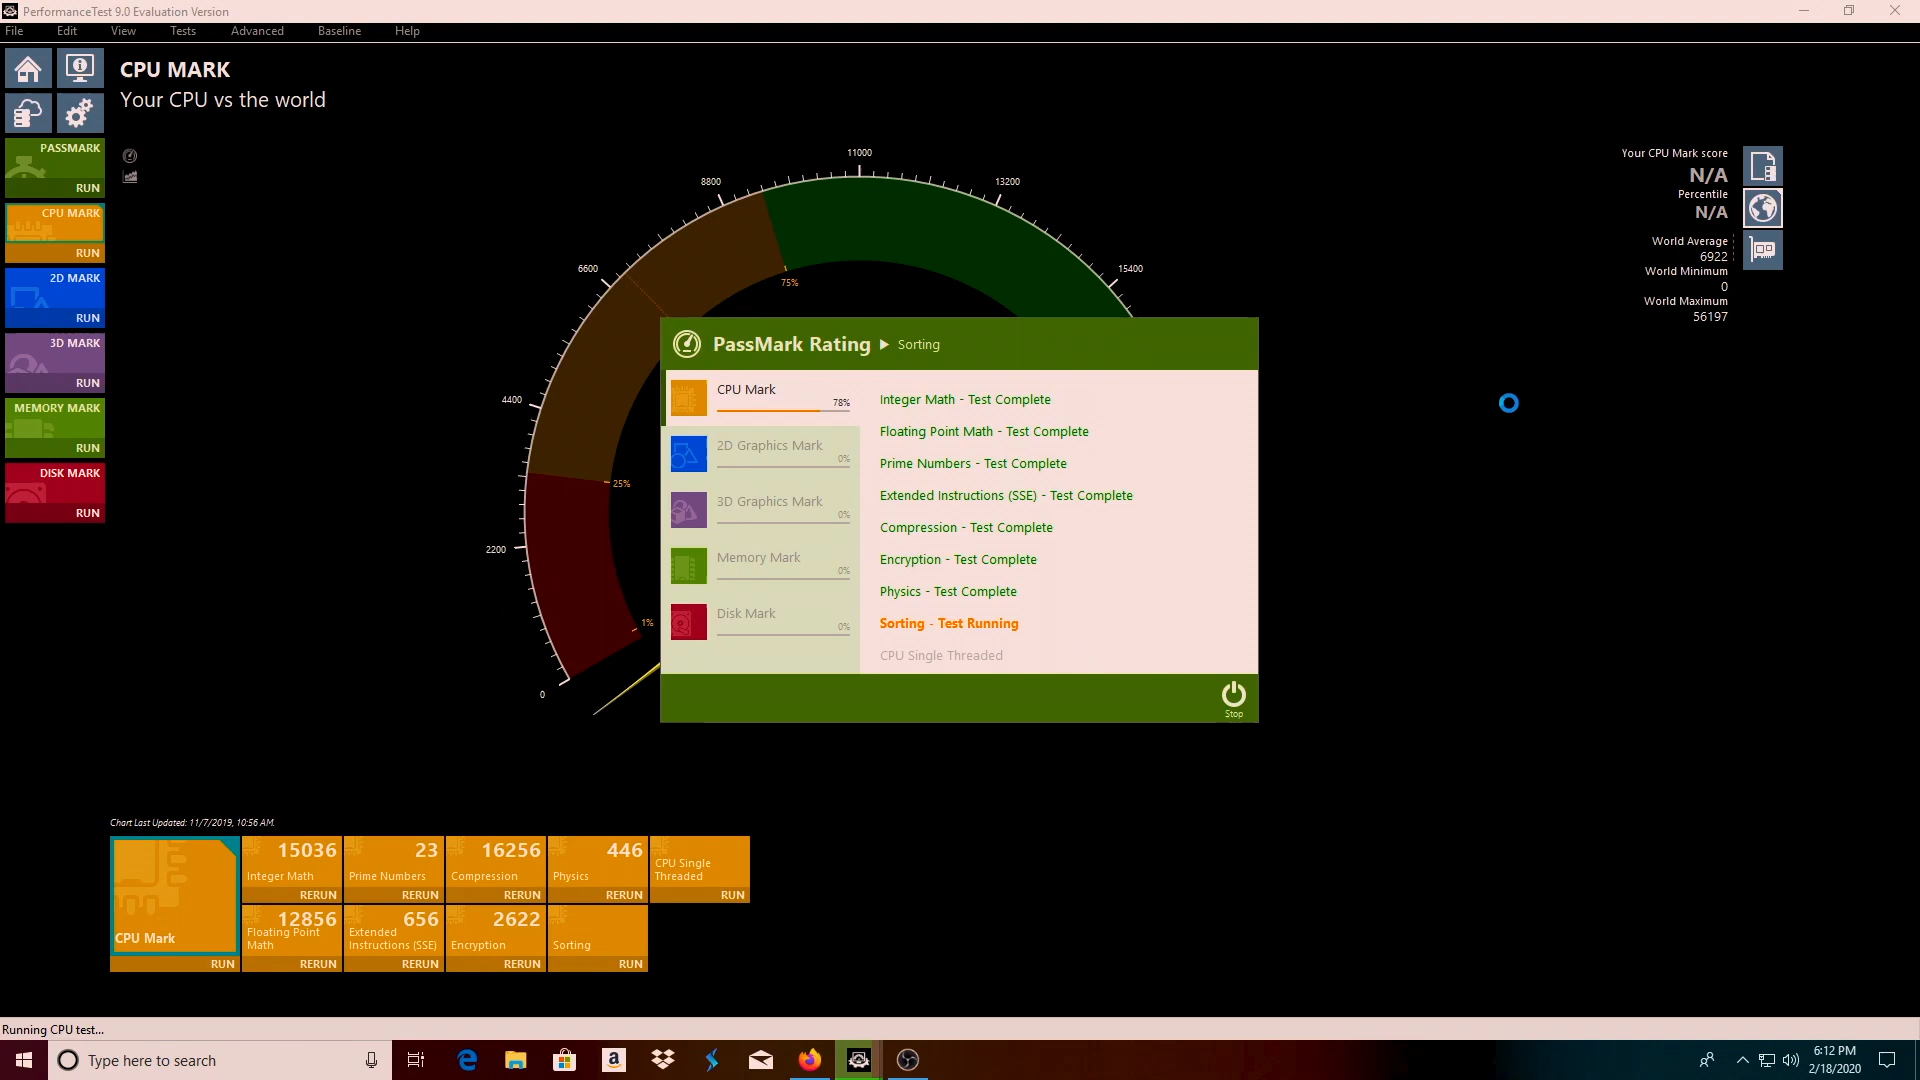 PerformanceTest 9.0 Evaluation Version
File Edit View Tests Advanced Baseline Help
CPU MARK
Your CPU vs the world
PASSMARK
RUN
CPU MARK
RUN
2D MARK
RUN
3D MARK
RUN
MEMORY MARK
RUN
DISK MARK
RUN
0
2200
4400
6600
8800
11000
13200
15400
1%
25%
75%
Your CPU Mark score
N/A
Percentile
N/A
World Average
6922
World Minimum
0
World Maximum
56197
PassMark Rating ▶ Sorting
CPU Mark
78%
2D Graphics Mark
0%
3D Graphics Mark
0%
Memory Mark
0%
Disk Mark
0%
Integer Math - Test Complete
Floating Point Math - Test Complete
Prime Numbers - Test Complete
Extended Instructions (SSE) - Test Complete
Compression - Test Complete
Encryption - Test Complete
Physics - Test Complete
Sorting - Test Running
CPU Single Threaded
Stop
Chart Last Updated: 11/7/2019, 10:56 AM.
CPU Mark
RUN
15036
Integer Math
RERUN
23
Prime Numbers
RERUN
16256
Compression
RERUN
446
Physics
RERUN
CPU Single
Threaded
RUN
12856
Floating Point
Math
RERUN
656
Extended
Instructions (SSE)
RERUN
2622
Encryption
RERUN
Sorting
RUN
Running CPU test...
Type here to search
6:12 PM
2/18/2020